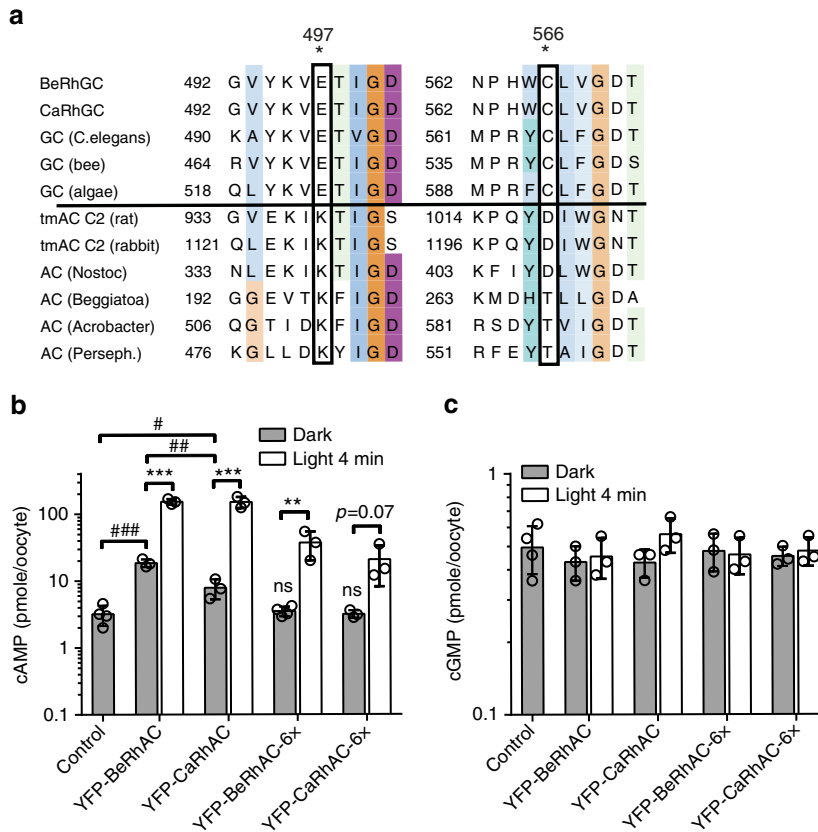 a
497 566
* *
BeRhGC 492 G V Y K V E T I G D 562 N P H W C L V G D T
CaRhGC 492 G V Y K V E T I G D 562 N P H W C L V G D T
GC (C.elegans) 490 K A Y K V E T V G D 561 M P R Y C L F G D T
GC (bee) 464 R V Y K V E T I G D 535 M P R Y C L F G D S
GC (algae) 518 Q L Y K V E T I G D 588 M P R F C L F G D T
tmAC C2 (rat) 933 G V E K I K T I G S 1014 K P Q Y D I W G N T
tmAC C2 (rabbit) 1121 Q L E K I K T I G S 1196 K P Q Y D I W G N T
AC (Nostoc) 333 N L E K I K T I G D 403 K F I Y D L W G D T
AC (Beggiatoa) 192 G G E V T K F I G D 263 K M D H T L L G D A
AC (Acrobacter) 506 Q G T I D K F I G D 581 R S D Y T V I G D T
AC (Perseph.) 476 K G L L D K Y I G D 551 R F E Y T A I G D T
b
#
##
###
***
***
**
p=0.07
ns
ns
Dark
Light 4 min
cAMP (pmole/oocyte)
100
10
1
0.1
Control
YFP-BeRhAC
YFP-CaRhAC
YFP-BeRhAC-6x
YFP-CaRhAC-6x
c
Dark
Light 4 min
cGMP (pmole/oocyte)
1
0.1
Control
YFP-BeRhAC
YFP-CaRhAC
YFP-BeRhAC-6x
YFP-CaRhAC-6x